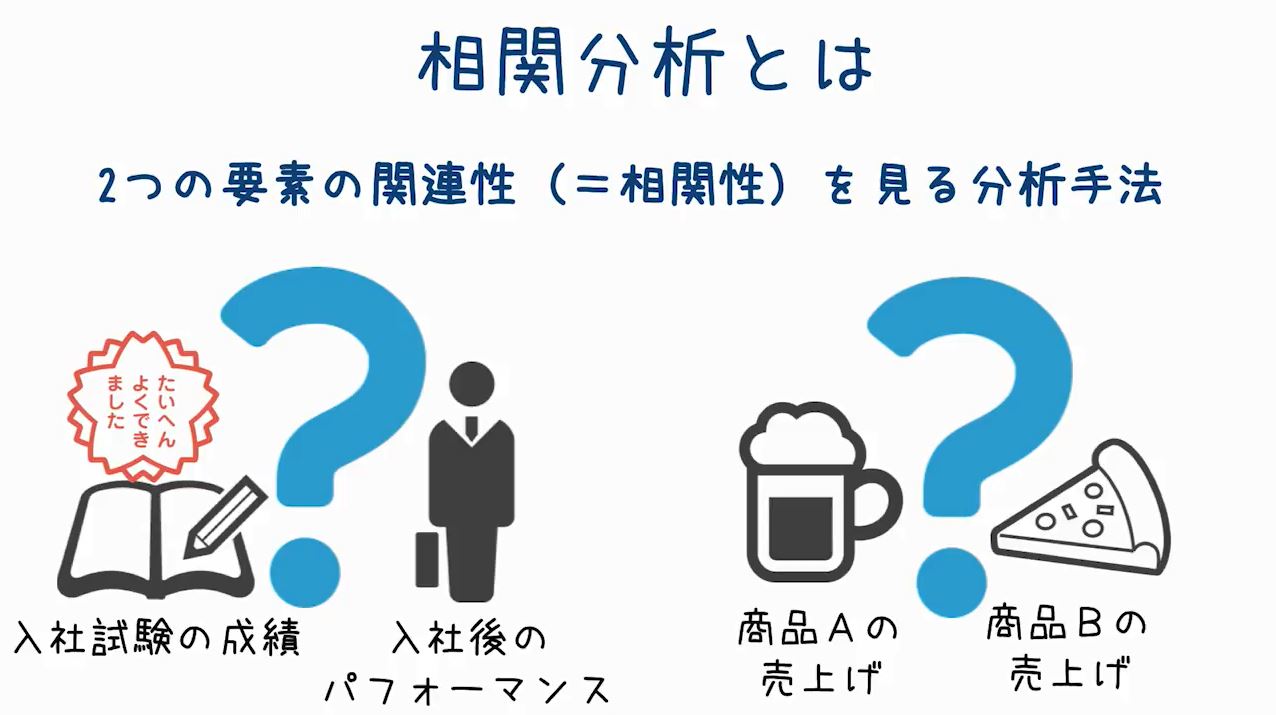 相関分析とは
2つの要素の関連性（＝相関性）を見る分析手法
たいへん
よくでき
ました
入社試験の成績
入社後の
パフォーマンス
商品Aの
売上げ
商品Bの
売上げ